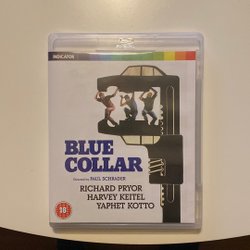 INDICATOR
BLUE
COLLAR
Directed by PAUL SCHRADER
RICHARD PRYOR
HARVEY KEITEL
YAPHET KOTTO
18